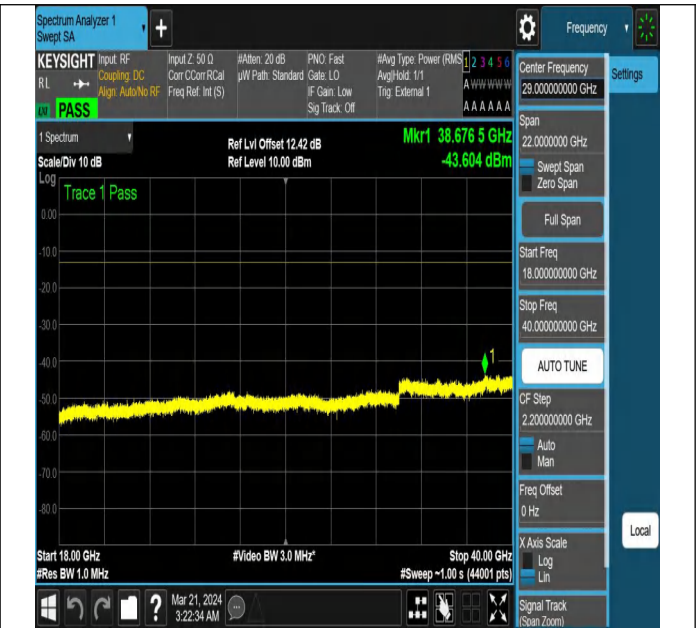 Spectrum Analyzer 1
Swept SA
Frequency
KEYSIGHT
RL
PASS
Input: RF
Coupling: DC
Align: Auto/No RF
Input Z: 50 Ω
Corr CCorr RCal
Freq Ref: Int (S)
#Atten: 20 dB
µW Path: Standard
PNO: Fast
Gate: LO
IF Gain: Low
Sig Track: Off
#Avg Type: Power (RMS)
Avg|Hold: 1/1
Trig: External 1
1 2 3 4 5 6
A W W W W W
A A A A A A
1 Spectrum
Scale/Div 10 dB
Ref Lvl Offset 12.42 dB
Ref Level 10.00 dBm
Mkr1 38.676 5 GHz
-43.604 dBm
Log
Trace 1 Pass
0.00
-10.0
-20.0
-30.0
-40.0
-50.0
-60.0
-70.0
-80.0
1
Start 18.00 GHz
#Res BW 1.0 MHz
#Video BW 3.0 MHz*
Stop 40.00 GHz
#Sweep ~1.00 s (44001 pts)
Mar 21, 2024
3:22:34 AM
Center Frequency
29.000000000 GHz
Settings
Span
22.0000000 GHz
Swept Span
Zero Span
Full Span
Start Freq
18.000000000 GHz
Stop Freq
40.000000000 GHz
AUTO TUNE
CF Step
2.200000000 GHz
Auto
Man
Freq Offset
0 Hz
X Axis Scale
Log
Lin
Local
Signal Track
(Span Zoom)